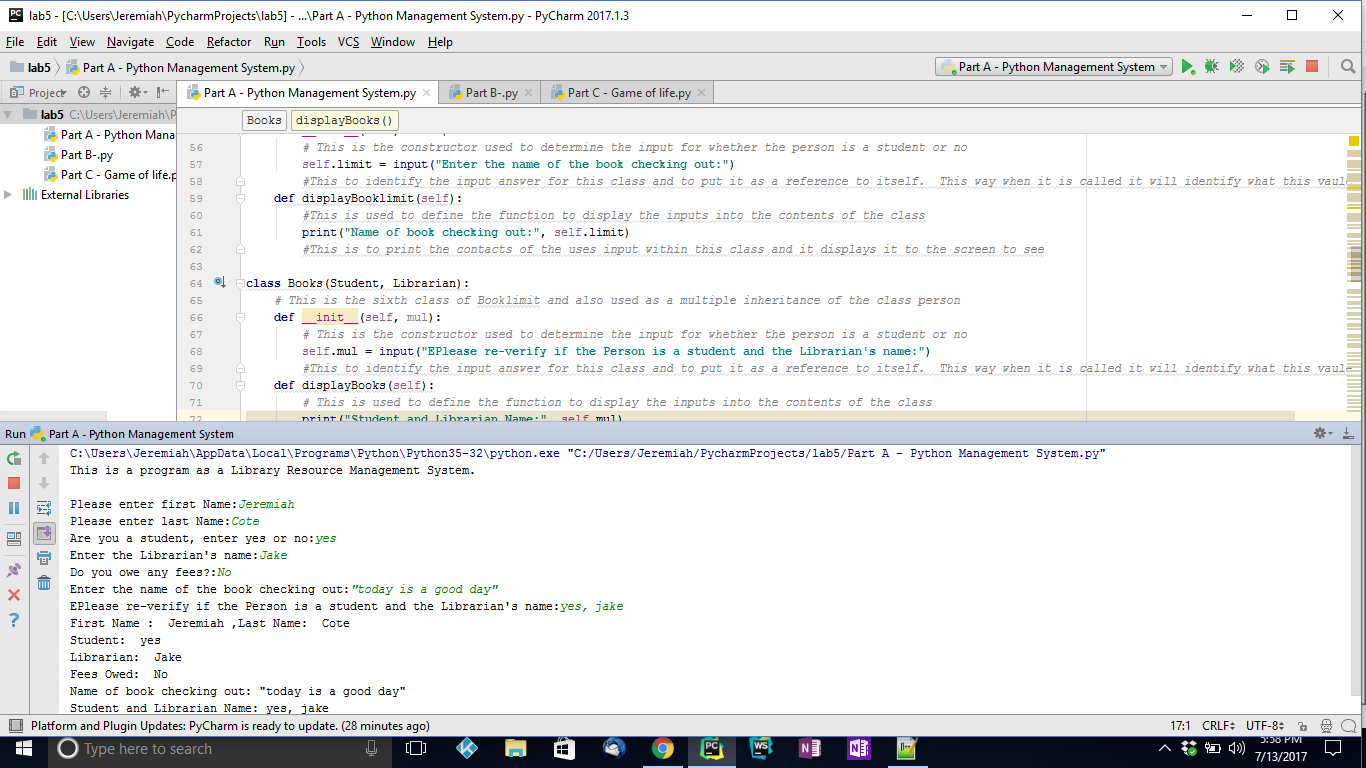 lab5 - [C:\Users\Jeremiah\PycharmProjects\lab5] - ...\Part A - Python Management System.py - PyCharm 2017.1.3
File Edit View Navigate Code Refactor Run Tools VCS Window Help
lab5 Part A - Python Management System.py
Part A - Python Management System
Project
Part A - Python Management System.py Part B-.py Part C - Game of life.py
lab5 C:\Users\Jeremiah\P
Part A - Python Mana
Part B-.py
Part C - Game of life.p
External Libraries
Books displayBooks()
56 # This is the constructor used to determine the input for whether the person is a student or no
57 self.limit = input("Enter the name of the book checking out:")
58 #This to identify the input answer for this class and to put it as a reference to itself. This way when it is called it will identify what this vaul
59 def displayBooklimit(self):
60 #This is used to define the function to display the inputs into the contents of the class
61 print("Name of book checking out:", self.limit)
62 #This is to print the contacts of the uses input within this class and it displays it to the screen to see
63
64 class Books(Student, Librarian):
65 # This is the sixth class of Booklimit and also used as a multiple inheritance of the class person
66 def __init__(self, mul):
67 # This is the constructor used to determine the input for whether the person is a student or no
68 self.mul = input("EPlease re-verify if the Person is a student and the Librarian's name:")
69 #This to identify the input answer for this class and to put it as a reference to itself. This way when it is called it will identify what this vaul
70 def displayBooks(self):
71 # This is used to define the function to display the inputs into the contents of the class
72 print("Student and Librarian Name:", self.mul)
Run Part A - Python Management System
C:\Users\Jeremiah\AppData\Local\Programs\Python\Python35-32\python.exe "C:/Users/Jeremiah/PycharmProjects/lab5/Part A - Python Management System.py"
This is a program as a Library Resource Management System.
Please enter first Name:Jeremiah
Please enter last Name:Cote
Are you a student, enter yes or no:yes
Enter the Librarian's name:Jake
Do you owe any fees?:No
Enter the name of the book checking out:"today is a good day"
EPlease re-verify if the Person is a student and the Librarian's name:yes, jake
First Name : Jeremiah ,Last Name: Cote
Student: yes
Librarian: Jake
Fees Owed: No
Name of book checking out: "today is a good day"
Student and Librarian Name: yes, jake
Platform and Plugin Updates: PyCharm is ready to update. (28 minutes ago)
17:1 CRLF UTF-8
Type here to search
5:58 PM
7/13/2017